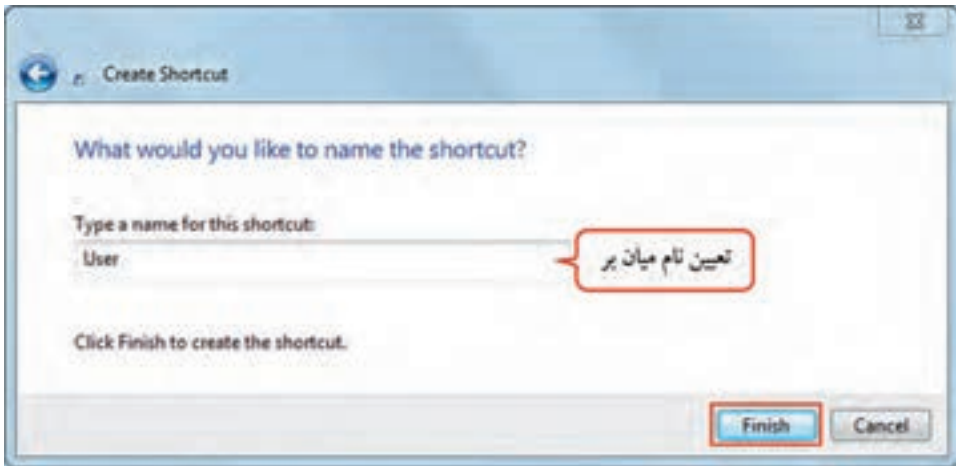 Create Shortcut
What would you like to name the shortcut?
Type a name for this shortcut:
User
تعیین نام میان بر
Click Finish to create the shortcut.
Finish
Cancel